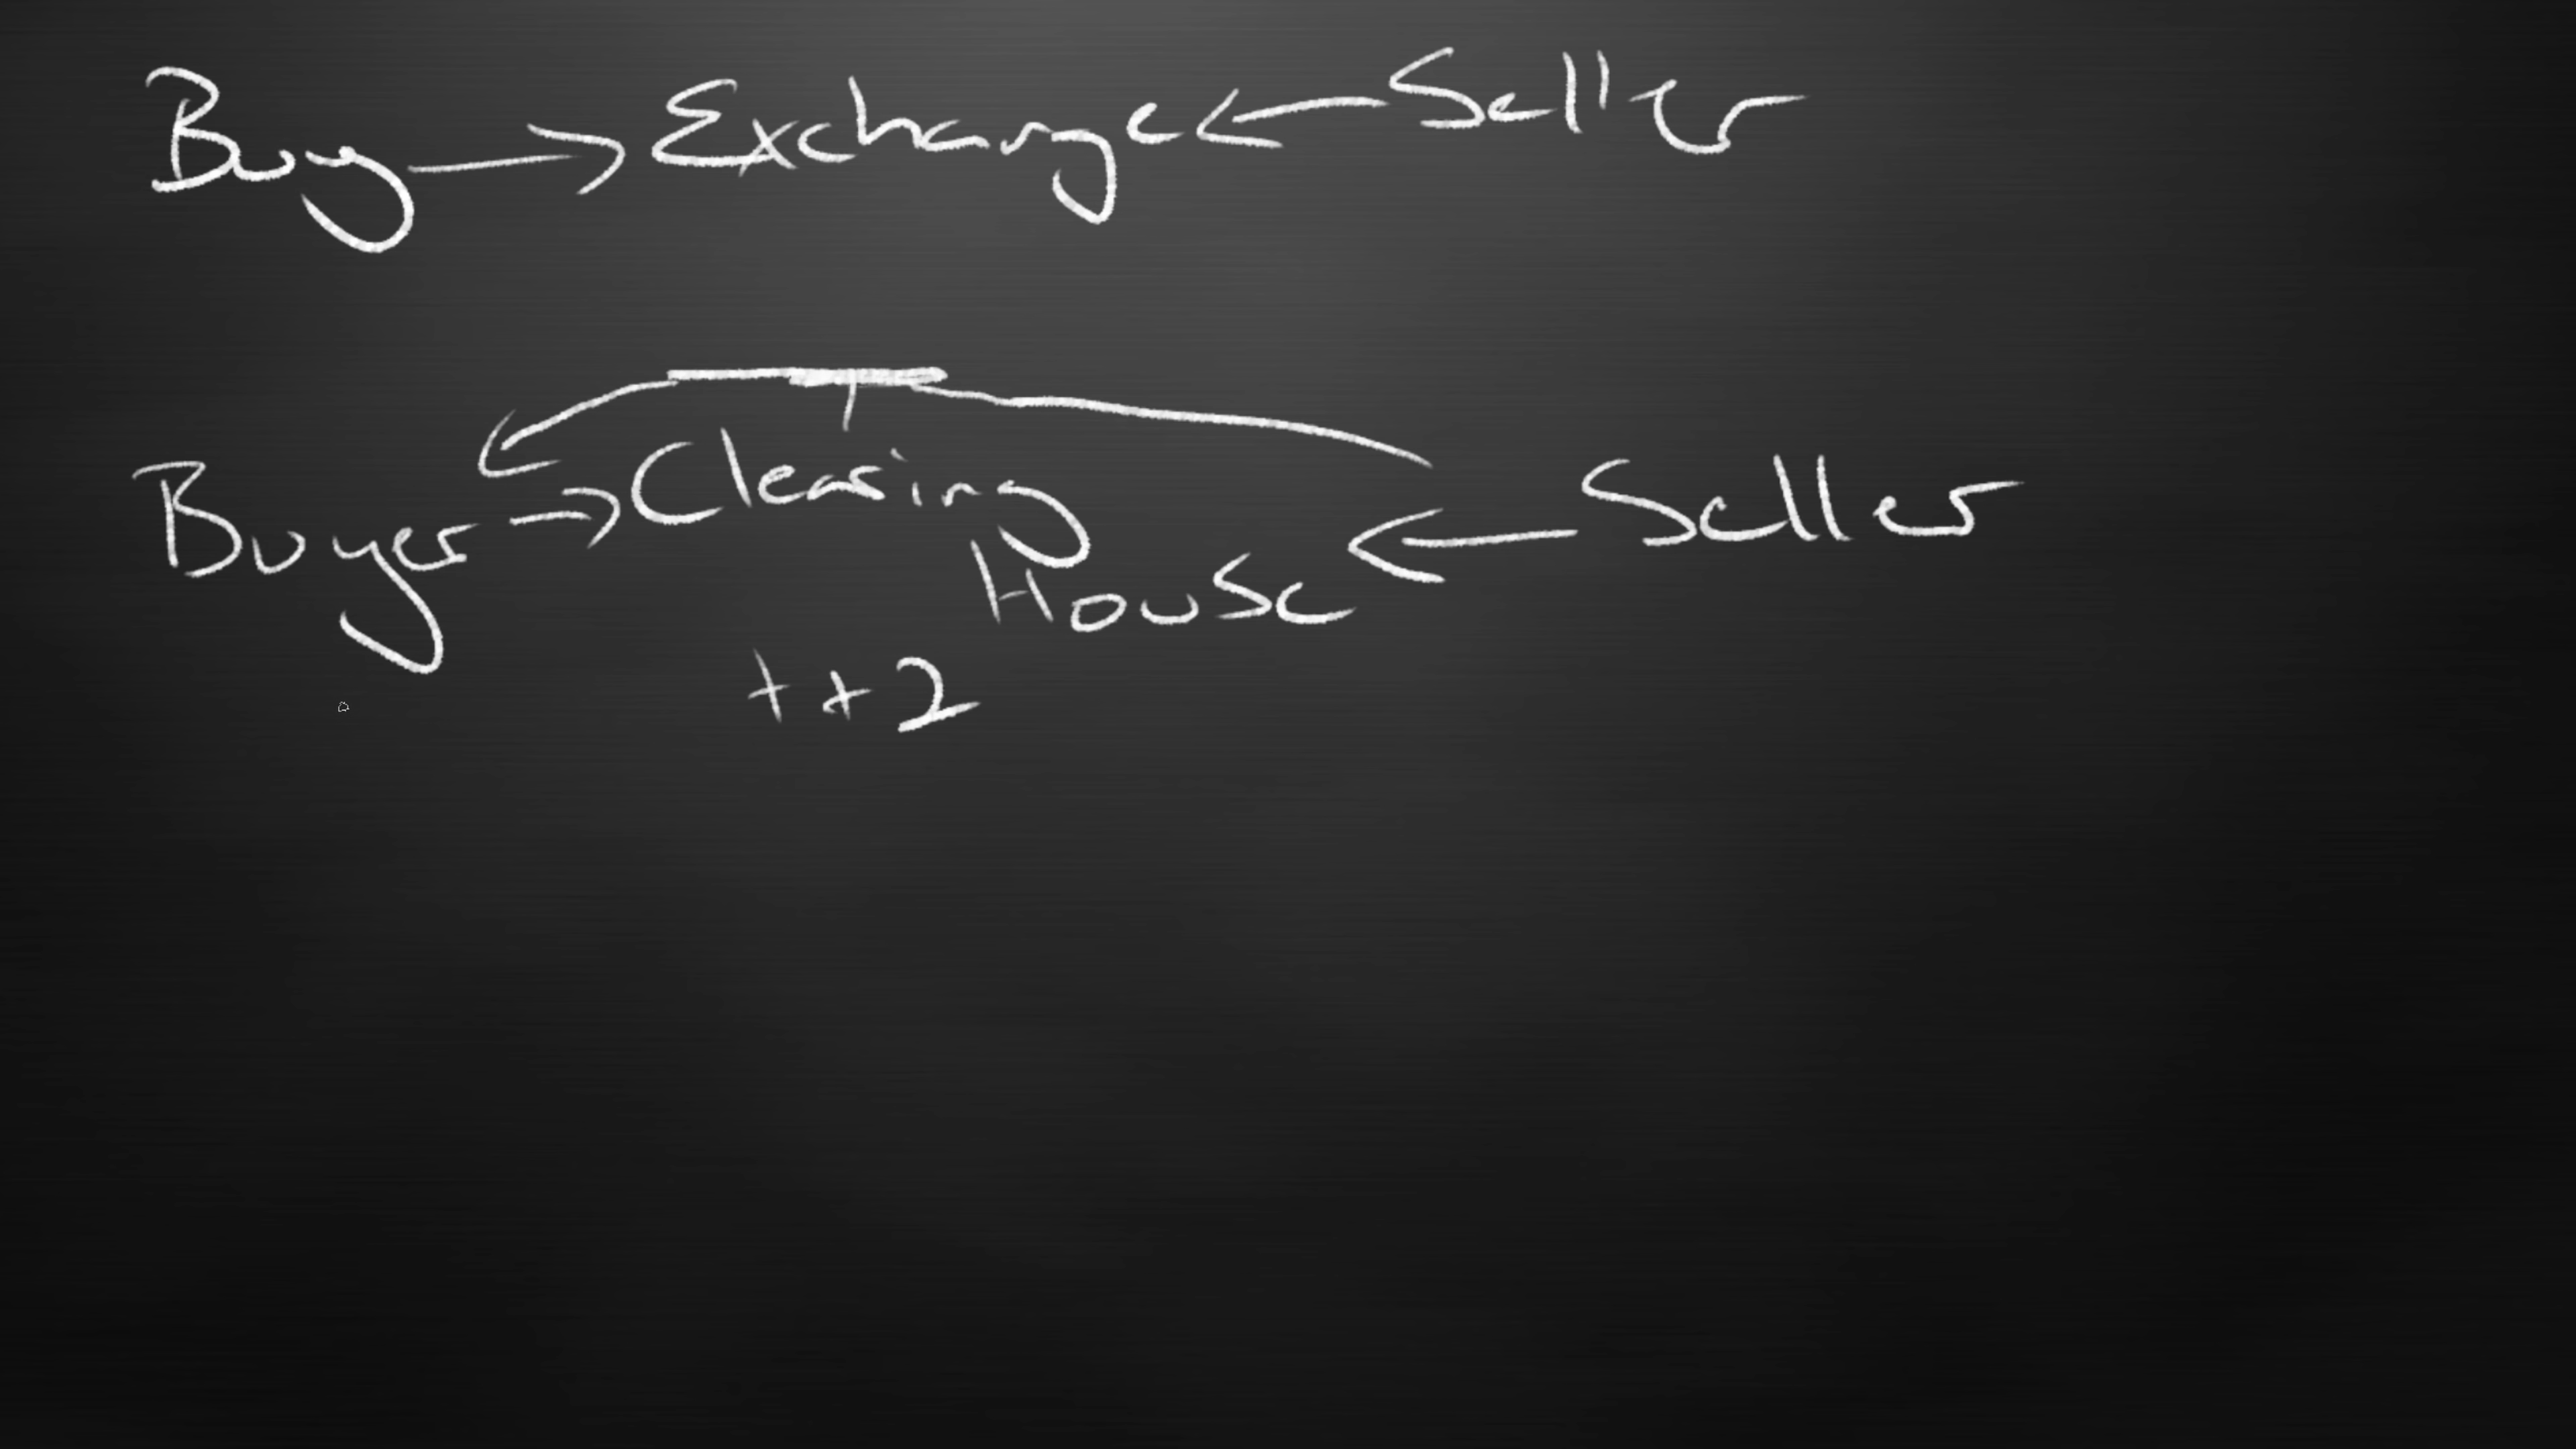 Buy → Exchange ← Seller
Buyer → Clearing ← Seller
House
t+2